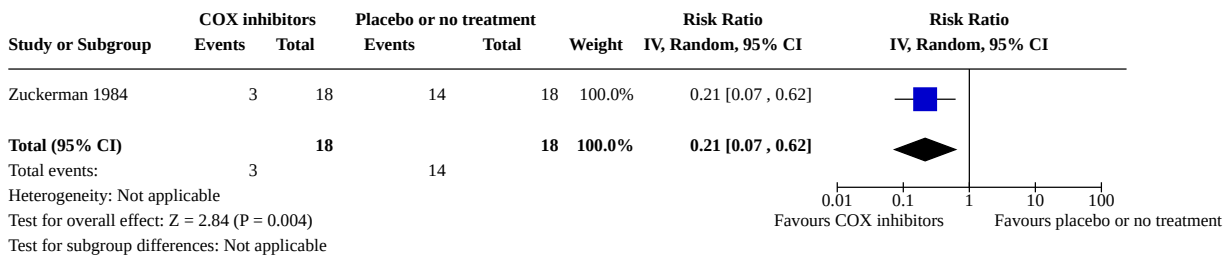 COX inhibitors Placebo or no treatment Risk Ratio Risk Ratio
Study or Subgroup Events Total Events Total Weight IV, Random, 95% CI IV, Random, 95% CI
Zuckerman 1984 3 18 14 18 100.0% 0.21 [0.07 , 0.62]
Total (95% CI) 18 18 100.0% 0.21 [0.07 , 0.62]
Total events: 3 14
Heterogeneity: Not applicable
0.01 0.1 1 10 100
Test for overall effect: Z = 2.84 (P = 0.004)
Favours COX inhibitors Favours placebo or no treatment
Test for subgroup differences: Not applicable